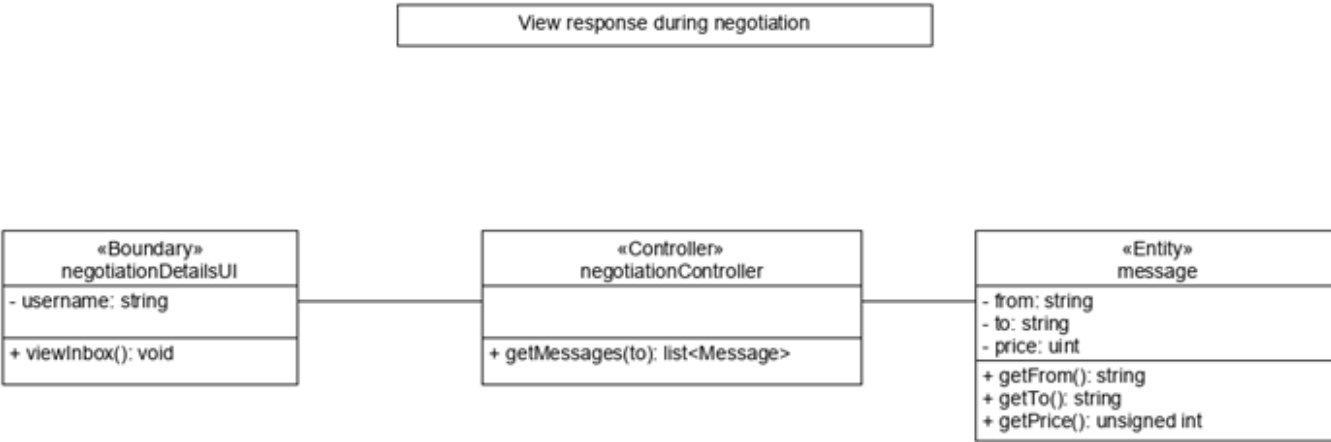 View response during negotiation
«Boundary»
negotiationDetailsUI
- username: string
+ viewInbox(): void
«Controller»
negotiationController
+ getMessages(to): list<Message>
«Entity»
message
- from: string
- to: string
- price: uint
+ getFrom(): string
+ getTo(): string
+ getPrice(): unsigned int